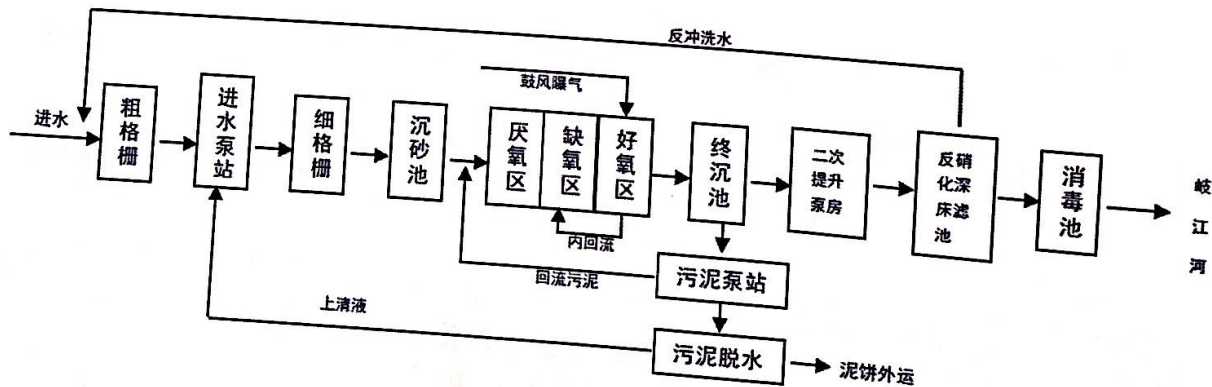 反冲洗水
鼓风曝气
进水
粗格栅
进水泵站
细格栅
沉砂池
厌氧区
缺氧区
好氧区
终沉池
二次
提升
泵房
反硝
化深
床滤
池
消毒池
岐江河
内回流
回流污泥
污泥泵站
上清液
污泥脱水
泥饼外运